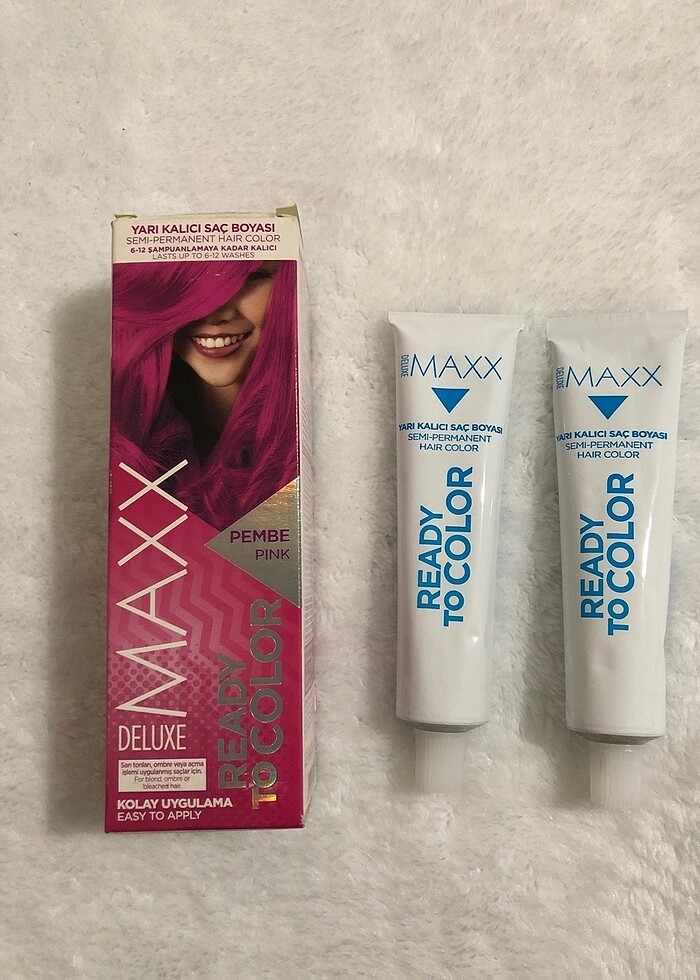 YARI KALICI SAÇ BOYASI
SEMI-PERMANENT HAIR COLOR
6-12 ŞAMPUANLAMAYA KADAR KALICI
LASTS UP TO 6-12 WASHES
PEMBE
PINK
MAXX
DELUXE
READY
TO COLOR
Sarı tonları, ombre veya açma
işlemi uygulanmış saçlar için.
For blond, ombre or
bleached hair.
KOLAY UYGULAMA
EASY TO APPLY
DELUXE
MAXX
YARI KALICI SAÇ BOYASI
SEMI-PERMANENT
HAIR COLOR
READY
TO COLOR
DELUXE
MAXX
YARI KALICI SAÇ BOYASI
SEMI-PERMANENT
HAIR COLOR
READY
TO COLOR